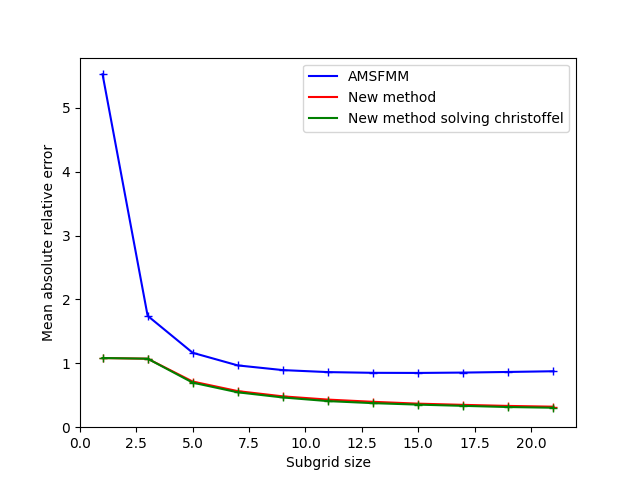 AMSFMM
New method
New method solving christoffel
Mean absolute relative error
5
4
3
2
1
0
0.0 2.5 5.0 7.5 10.0 12.5 15.0 17.5 20.0
Subgrid size